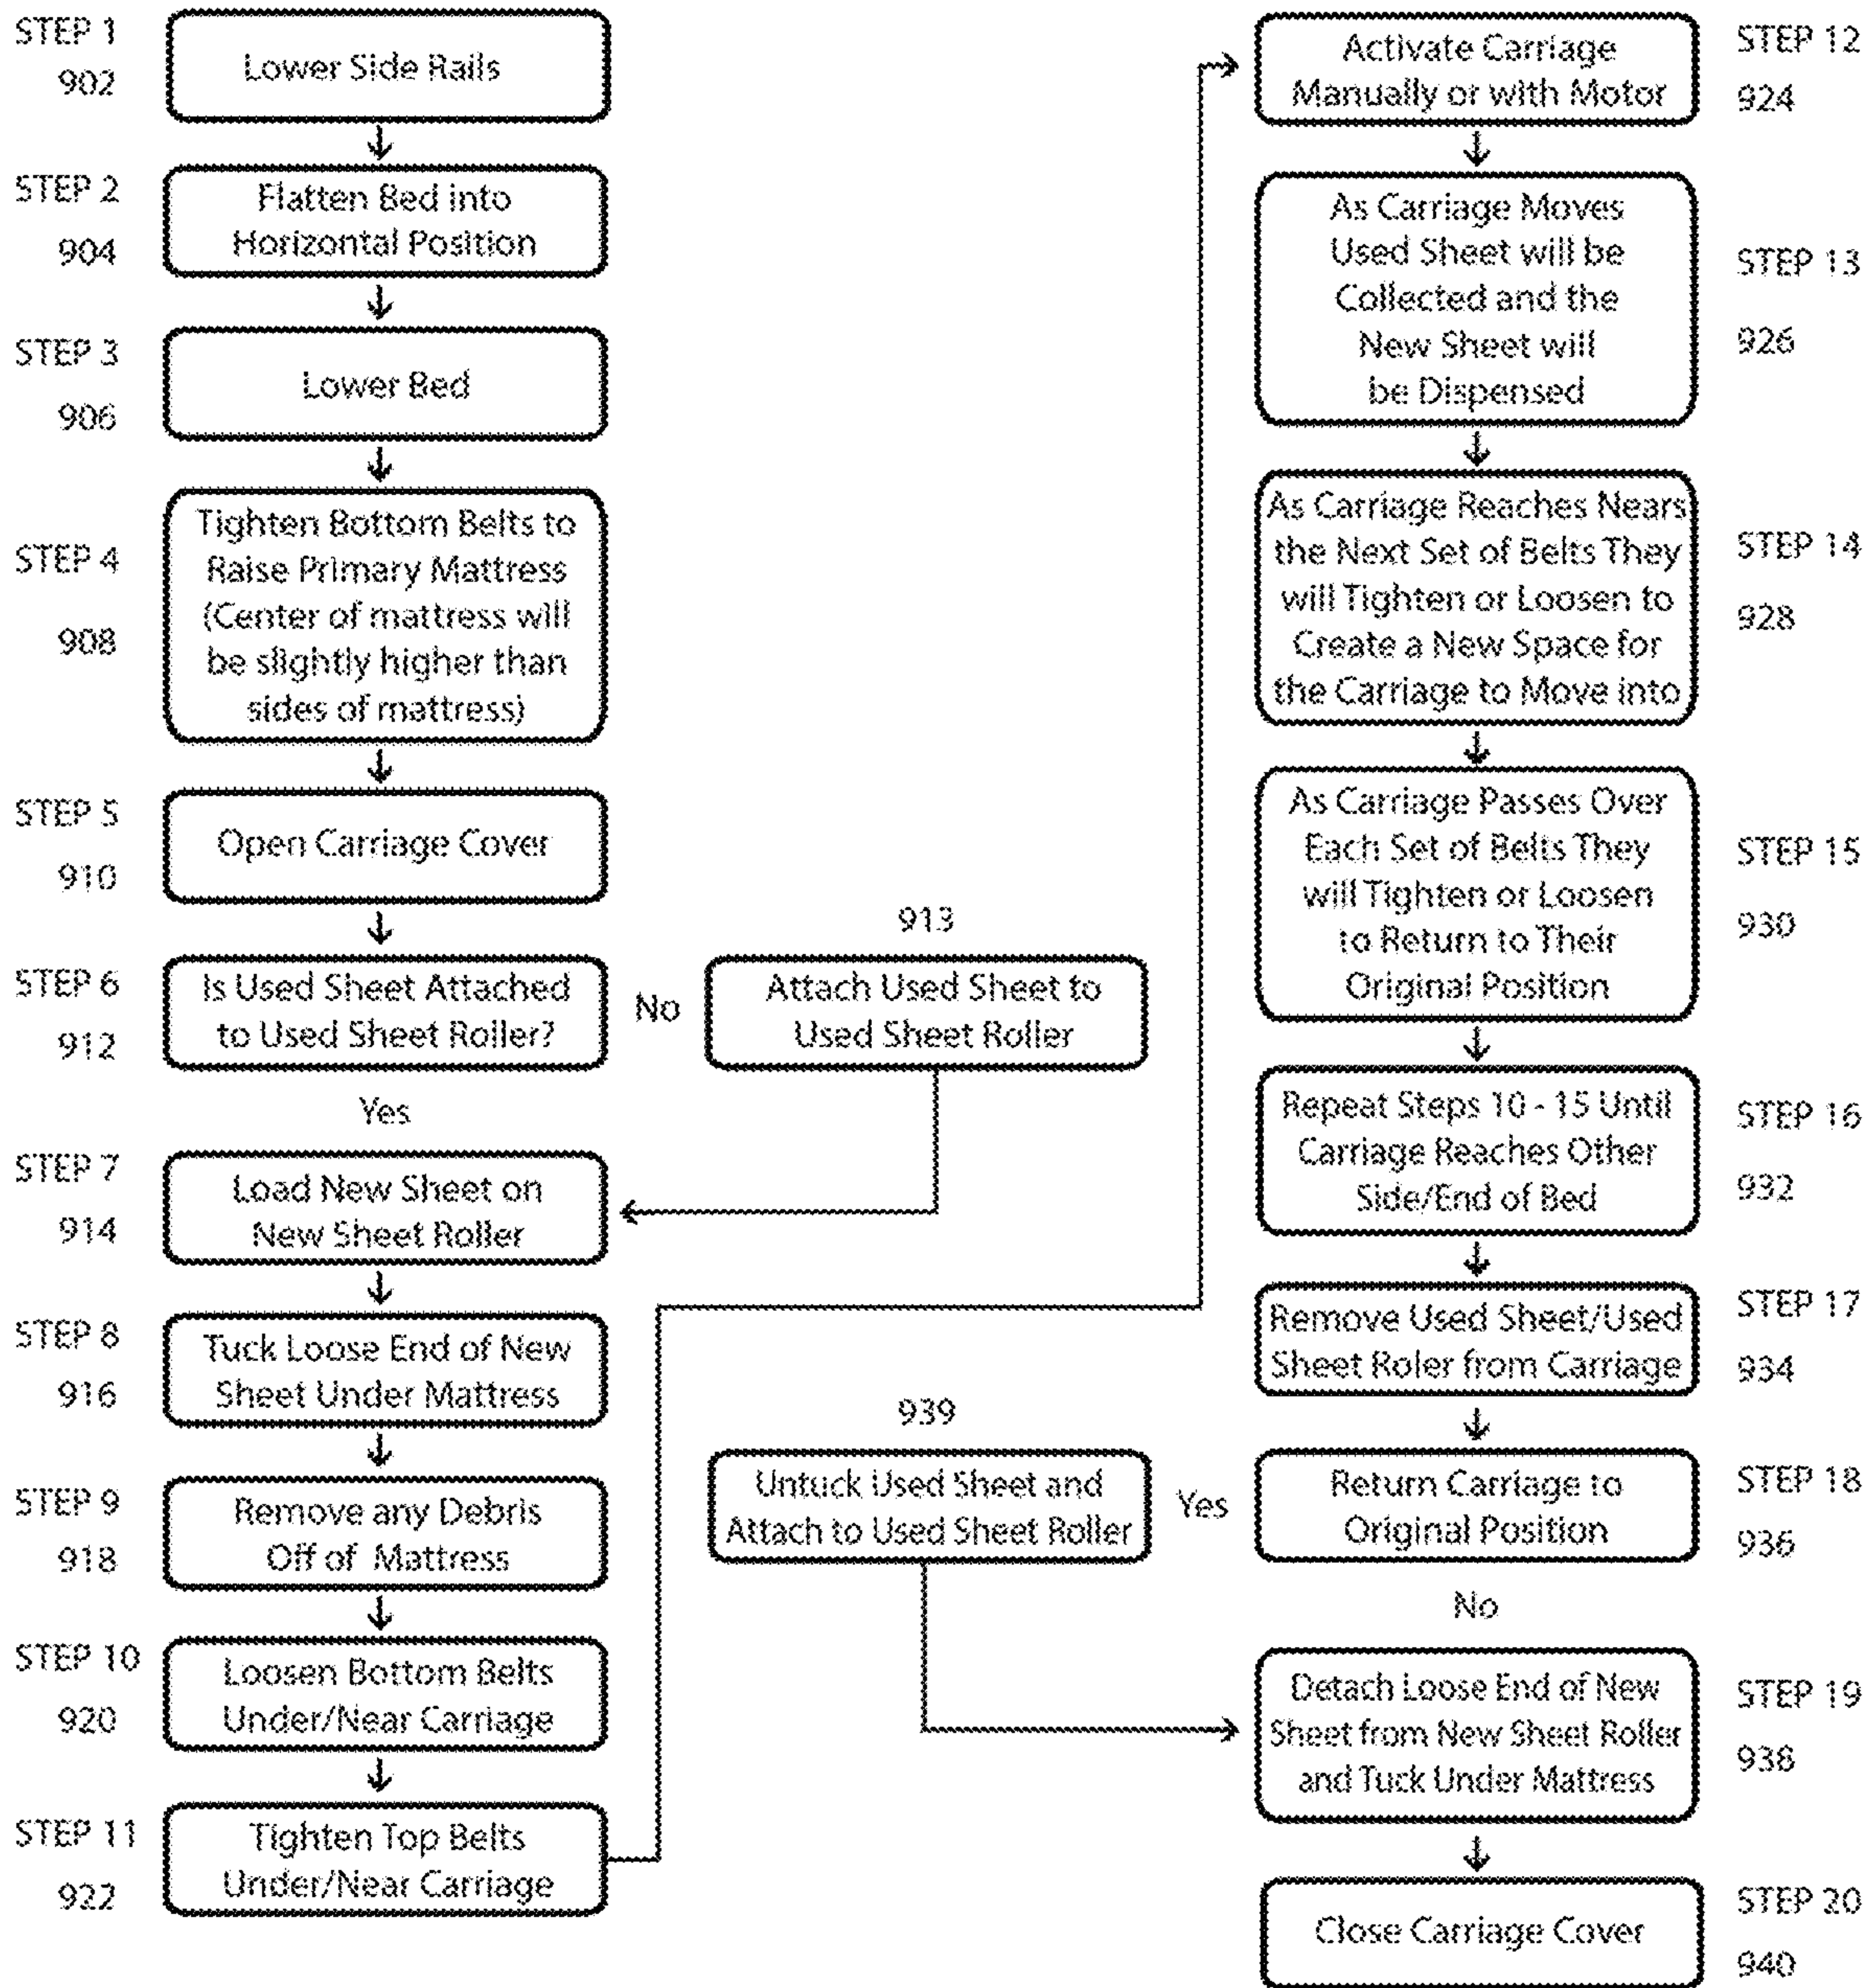 STEP 1
902
Lower Side Rails
STEP 2
904
Flatten Bed into
Horizontal Position
STEP 3
906
Lower Bed
STEP 4
908
Tighten Bottom Belts to
Raise Primary Mattress
(Center of mattress will
be slightly higher than
sides of mattress)
STEP 5
910
Open Carriage Cover
STEP 6
912
Is Used Sheet Attached
to Used Sheet Roller?
No
913
Attach Used Sheet to
Used Sheet Roller
Yes
STEP 7
914
Load New Sheet on
New Sheet Roller
STEP 8
916
Tuck Loose End of New
Sheet Under Mattress
STEP 9
918
Remove any Debris
Off of Mattress
STEP 10
920
Loosen Bottom Belts
Under/Near Carriage
STEP 11
922
Tighten Top Belts
Under/Near Carriage
STEP 12
924
Activate Carriage
Manually or with Motor
STEP 13
926
As Carriage Moves
Used Sheet will be
Collected and the
New Sheet will
be Dispensed
STEP 14
928
As Carriage Reaches Nears
the Next Set of Belts They
will Tighten or Loosen to
Create a New Space for
the Carriage to Move into
STEP 15
930
As Carriage Passes Over
Each Set of Belts They
will Tighten or Loosen
to Return to Their
Original Position
STEP 16
932
Repeat Steps 10 - 15 Until
Carriage Reaches Other
Side/End of Bed
STEP 17
934
Remove Used Sheet/Used
Sheet Roler from Carriage
STEP 18
936
Return Carriage to
Original Position
Yes
939
Untuck Used Sheet and
Attach to Used Sheet Roller
No
STEP 19
938
Detach Loose End of New
Sheet from New Sheet Roller
and Tuck Under Mattress
STEP 20
940
Close Carriage Cover